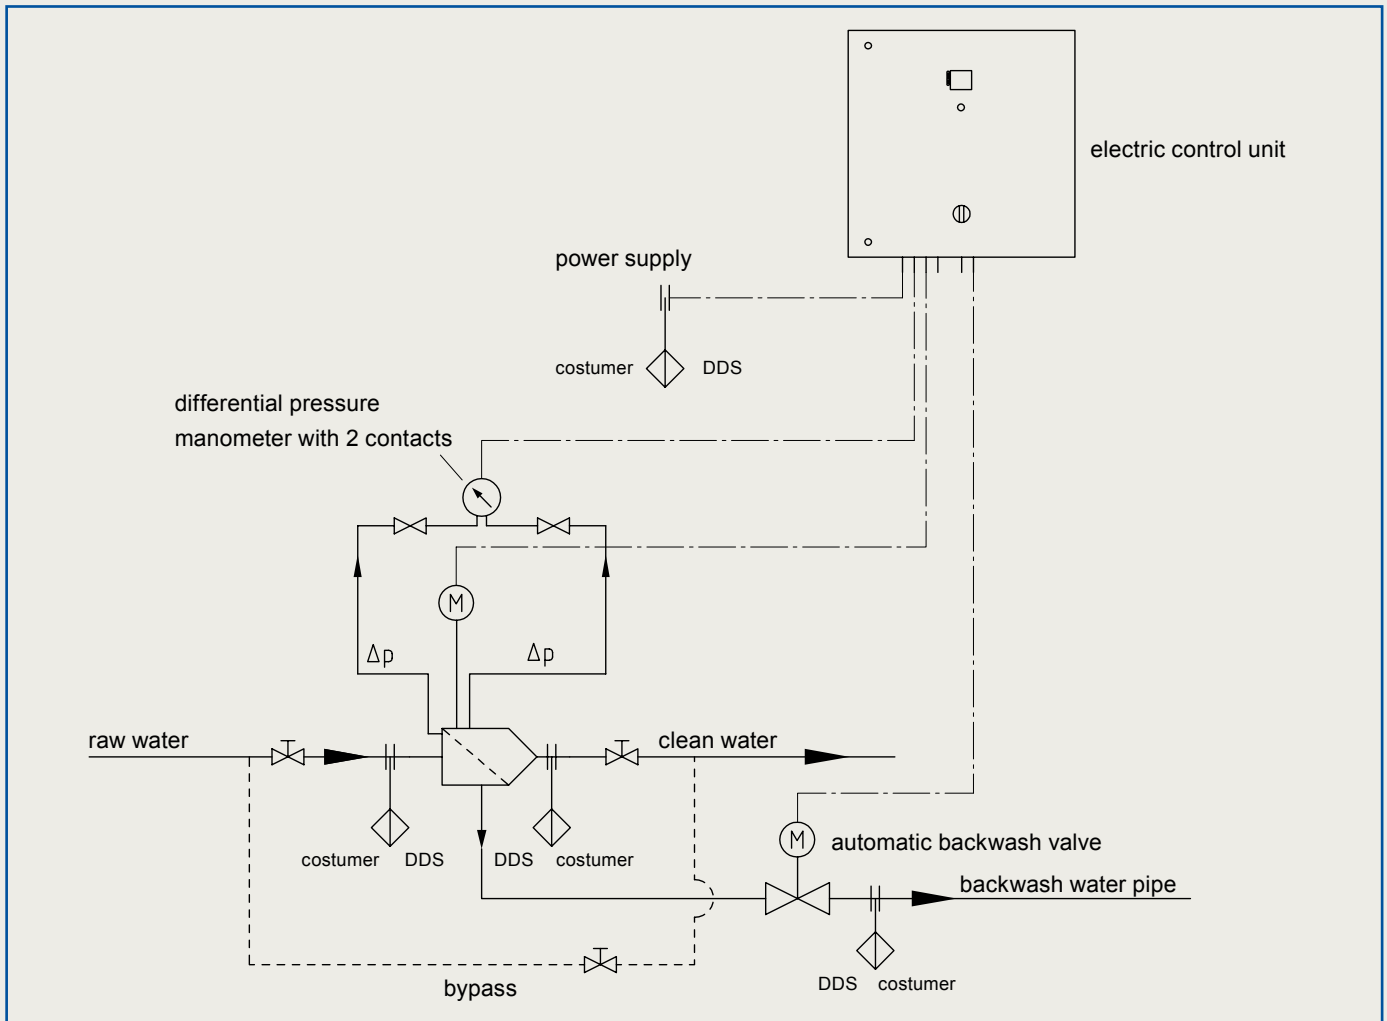 electric control unit
power supply
costumer DDS
differential pressure
manometer with 2 contacts
M
Δp Δp
raw water clean water
M automatic backwash valve
costumer DDS DDS costumer
backwash water pipe
bypass
DDS costumer